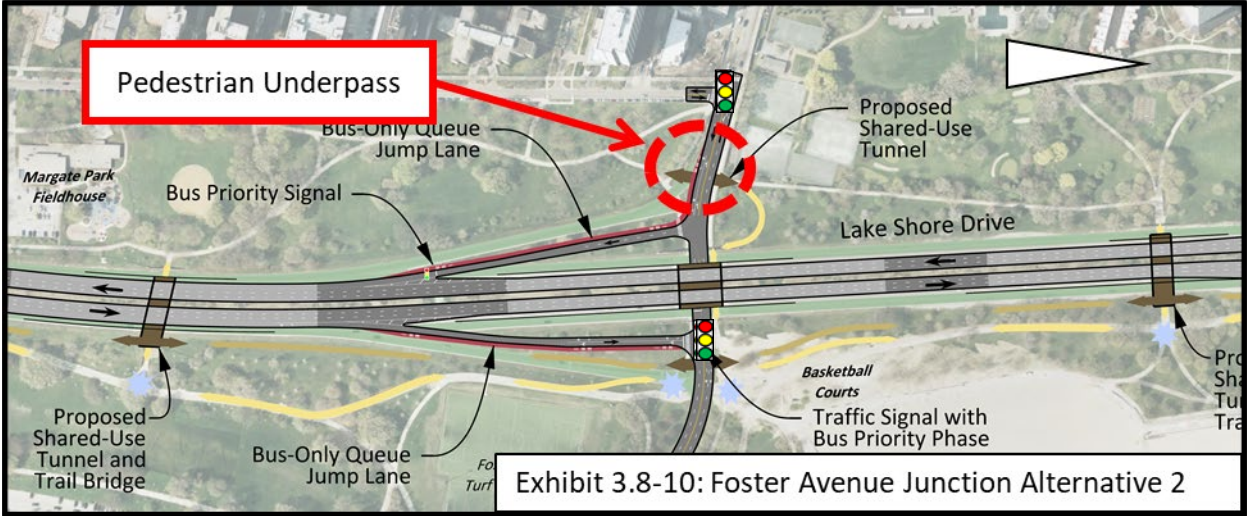 Pedestrian Underpass
Bus-Only Queue
Jump Lane
Proposed
Shared-Use
Tunnel
Margate Park
Fieldhouse
Bus Priority Signal
Lake Shore Drive
Basketball
Courts
Traffic Signal with
Bus Priority Phase
Proposed
Shared-Use
Tunnel and
Trail Bridge
Bus-Only Queue
Jump Lane
Turf
Exhibit 3.8-10: Foster Avenue Junction Alternative 2